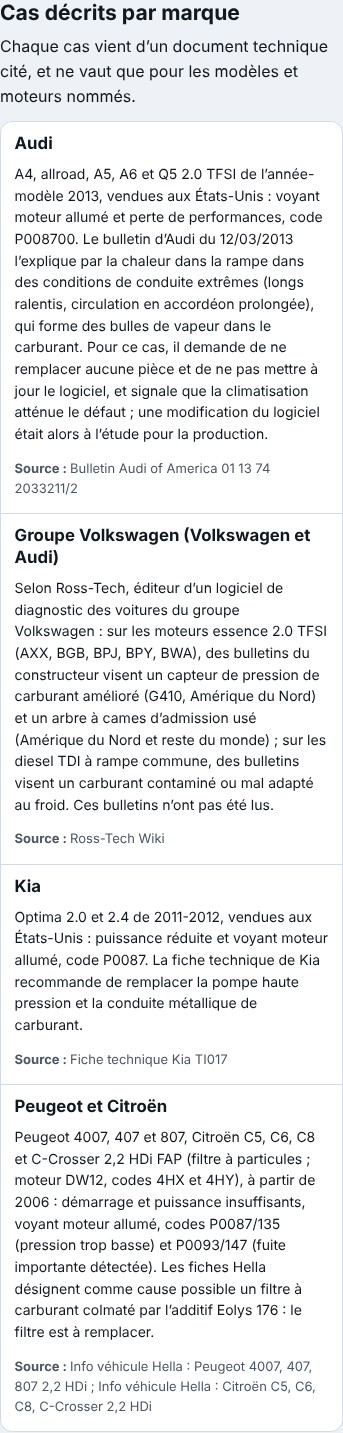 Cas décrits par marque
Chaque cas vient d’un document technique
cité, et ne vaut que pour les modèles et
moteurs nommés.
Audi
A4, allroad, A5, A6 et Q5 2.0 TFSI de l’année-
modèle 2013, vendues aux États-Unis : voyant
moteur allumé et perte de performances, code
P008700. Le bulletin d’Audi du 12/03/2013
l’explique par la chaleur dans la rampe dans
des conditions de conduite extrêmes (longs
ralentis, circulation en accordéon prolongée),
qui forme des bulles de vapeur dans le
carburant. Pour ce cas, il demande de ne
remplacer aucune pièce et de ne pas mettre à
jour le logiciel, et signale que la climatisation
atténue le défaut ; une modification du logiciel
était alors à l’étude pour la production.
Source : Bulletin Audi of America 01 13 74
2033211/2
Groupe Volkswagen (Volkswagen et
Audi)
Selon Ross-Tech, éditeur d’un logiciel de
diagnostic des voitures du groupe
Volkswagen : sur les moteurs essence 2.0 TFSI
(AXX, BGB, BPJ, BPY, BWA), des bulletins du
constructeur visent un capteur de pression de
carburant amélioré (G410, Amérique du Nord)
et un arbre à cames d’admission usé
(Amérique du Nord et reste du monde) ; sur les
diesel TDI à rampe commune, des bulletins
visent un carburant contaminé ou mal adapté
au froid. Ces bulletins n’ont pas été lus.
Source : Ross-Tech Wiki
Kia
Optima 2.0 et 2.4 de 2011-2012, vendues aux
États-Unis : puissance réduite et voyant moteur
allumé, code P0087. La fiche technique de Kia
recommande de remplacer la pompe haute
pression et la conduite métallique de
carburant.
Source : Fiche technique Kia TI017
Peugeot et Citroën
Peugeot 4007, 407 et 807, Citroën C5, C6, C8
et C-Crosser 2,2 HDi FAP (filtre à particules ;
moteur DW12, codes 4HX et 4HY), à partir de
2006 : démarrage et puissance insuffisants,
voyant moteur allumé, codes P0087/135
(pression trop basse) et P0093/147 (fuite
importante détectée). Les fiches Hella
désignent comme cause possible un filtre à
carburant colmaté par l’additif Eolys 176 : le
filtre est à remplacer.
Source : Info véhicule Hella : Peugeot 4007, 407,
807 2,2 HDi ; Info véhicule Hella : Citroën C5, C6,
C8, C-Crosser 2,2 HDi